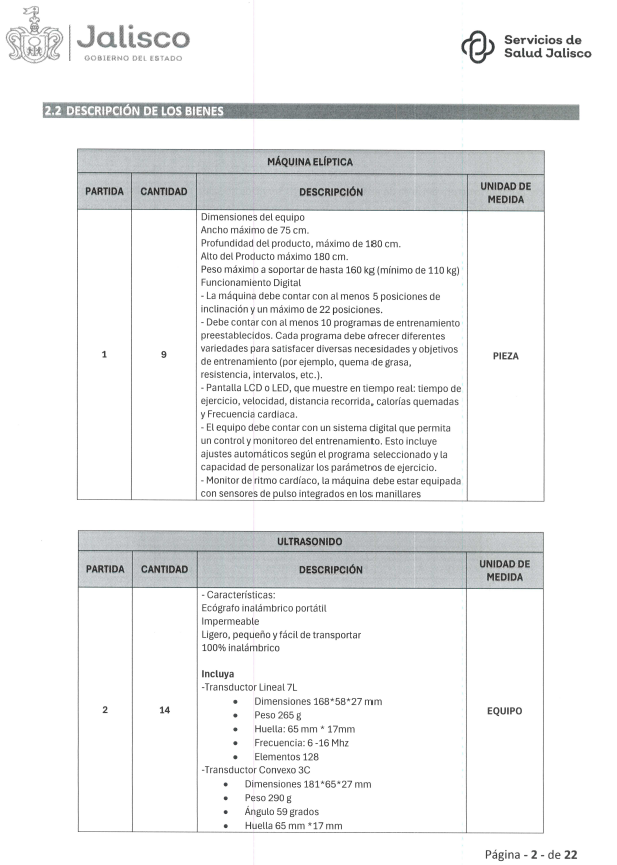 Jalisco
GOBIERNO DEL ESTADO
Servicios de
Salud Jalisco
2.2 DESCRIPCIÓN DE LOS BIENES
MÁQUINA ELÍPTICA
PARTIDA CANTIDAD DESCRIPCIÓN UNIDAD DE MEDIDA
Dimensiones del equipo
Ancho máximo de 75 cm.
Profundidad del producto, máximo de 180 cm.
Alto del Producto máximo 180 cm.
Peso máximo a soportar de hasta 160 kg (mínimo de 110 kg)
Funcionamiento Digital
- La máquina debe contar con al menos 5 posiciones de
inclinación y un máximo de 22 posiciones.
- Debe contar con al menos 10 programas de entrenamiento
preestablecidos. Cada programa debe ofrecer diferentes
variedades para satisfacer diversas necesidades y objetivos
1 9 de entrenamiento (por ejemplo, quema de grasa, PIEZA
resistencia, intervalos, etc.).
- Pantalla LCD o LED, que muestre en tiempo real: tiempo de
ejercicio, velocidad, distancia recorrida, calorías quemadas
y Frecuencia cardiaca.
- El equipo debe contar con un sistema digital que permita
un control y monitoreo del entrenamiento. Esto incluye
ajustes automáticos según el programa seleccionado y la
capacidad de personalizar los parámetros de ejercicio.
- Monitor de ritmo cardíaco, la máquina debe estar equipada
con sensores de pulso integrados en los manillares
ULTRASONIDO
PARTIDA CANTIDAD DESCRIPCIÓN UNIDAD DE MEDIDA
- Características:
Ecógrafo inalámbrico portátil
Impermeable
Ligero, pequeño y fácil de transportar
100% inalámbrico
Incluya
-Transductor Lineal 7L
• Dimensiones 168*58*27 mm
2 14 • Peso 265 g EQUIPO
• Huella: 65 mm * 17mm
• Frecuencia: 6 -16 Mhz
• Elementos 128
-Transductor Convexo 3C
• Dimensiones 181*65*27 mm
• Peso 290 g
• Ángulo 59 grados
• Huella 65 mm *17 mm
Página - 2 - de 22